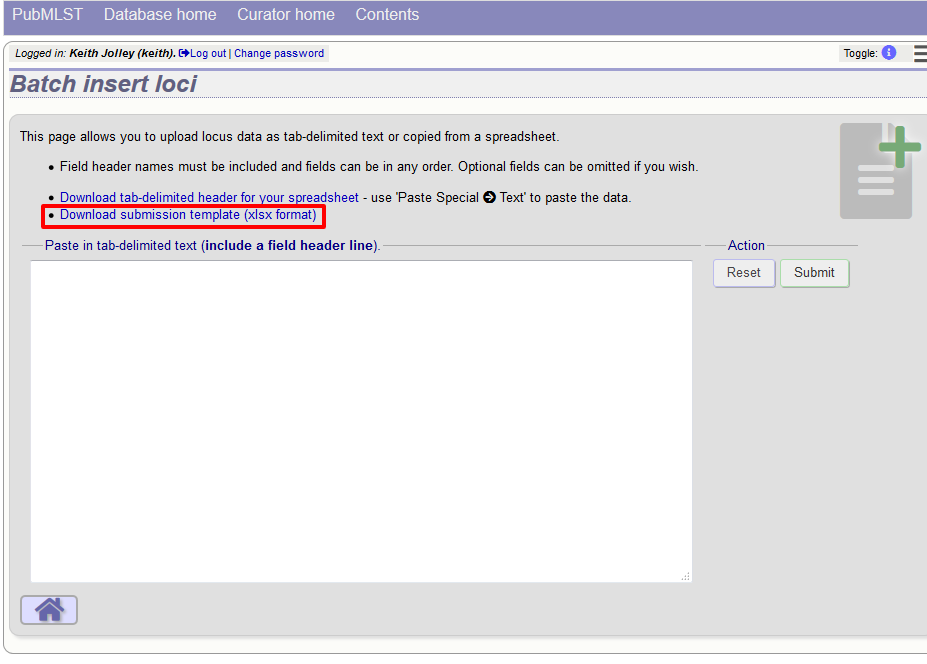 PubMLST Database home Curator home Contents
Logged in: Keith Jolley (keith). Log out | Change password Toggle: i
Batch insert loci
This page allows you to upload locus data as tab-delimited text or copied from a spreadsheet.
• Field header names must be included and fields can be in any order. Optional fields can be omitted if you wish.
• Download tab-delimited header for your spreadsheet - use 'Paste Special Text' to paste the data.
• Download submission template (xlsx format)
Paste in tab-delimited text (include a field header line). Action
Reset Submit